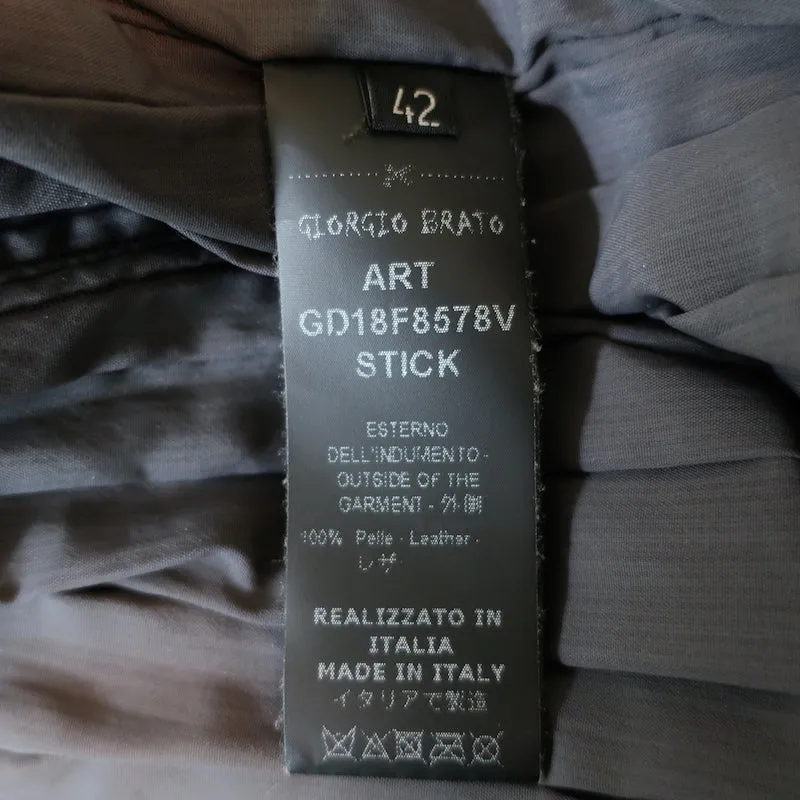 42
GIORGIO BRATO
ART
GD18F8578V
STICK
ESTERNO
DELL'INDUMENTO -
OUTSIDE OF THE
GARMENT - 外側
100% Pelle - Leather -
レザ
REALIZZATO IN
ITALIA
MADE IN ITALY
イタリアで製造